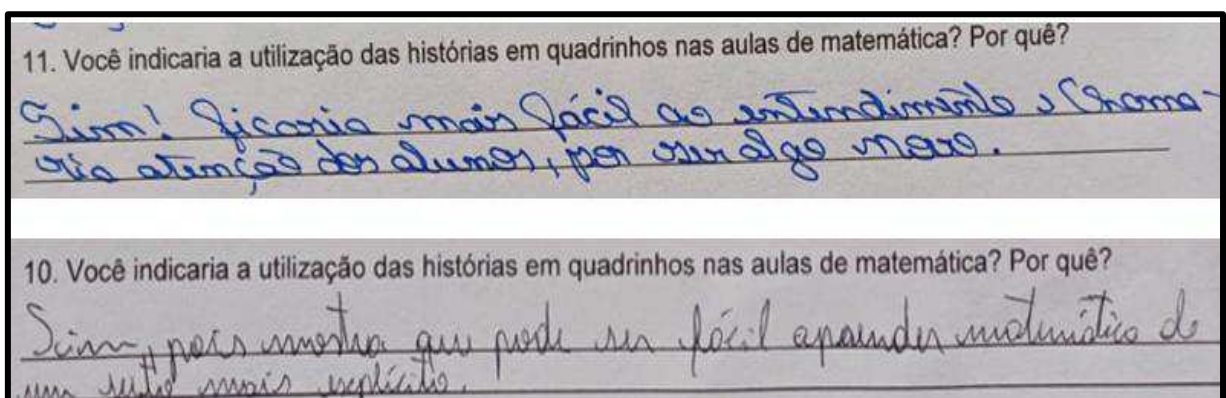 11. Você indicaria a utilização das histórias em quadrinhos nas aulas de matemática? Por quê?
Sim! ficaria mais fácil ao entendimento e Chama-
ria atenção dos alunos, por ser algo novo.
10. Você indicaria a utilização das histórias em quadrinhos nas aulas de matemática? Por quê?
Sim, pois mostra que pode ser fácil aprender matemática de
um jeito mais explícito.